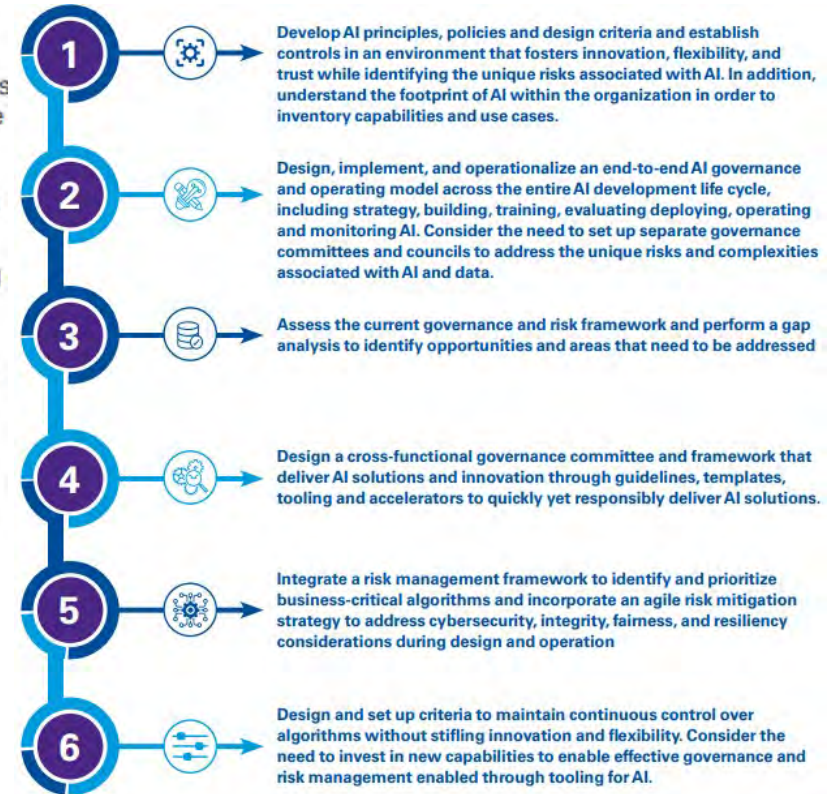 1
Develop AI principles, policies and design criteria and establish
controls in an environment that fosters innovation, flexibility, and
trust while identifying the unique risks associated with AI. In addition,
understand the footprint of AI within the organization in order to
inventory capabilities and use cases.
2
Design, implement, and operationalize an end-to-end AI governance
and operating model across the entire AI development life cycle,
including strategy, building, training, evaluating deploying, operating
and monitoring AI. Consider the need to set up separate governance
committees and councils to address the unique risks and complexities
associated with AI and data.
3
Assess the current governance and risk framework and perform a gap
analysis to identify opportunities and areas that need to be addressed
4
Design a cross-functional governance committee and framework that
deliver AI solutions and innovation through guidelines, templates,
tooling and accelerators to quickly yet responsibly deliver AI solutions.
5
Integrate a risk management framework to identify and prioritize
business-critical algorithms and incorporate an agile risk mitigation
strategy to address cybersecurity, integrity, fairness, and resiliency
considerations during design and operation
6
Design and set up criteria to maintain continuous control over
algorithms without stifling innovation and flexibility. Consider the
need to invest in new capabilities to enable effective governance and
risk management enabled through tooling for AI.